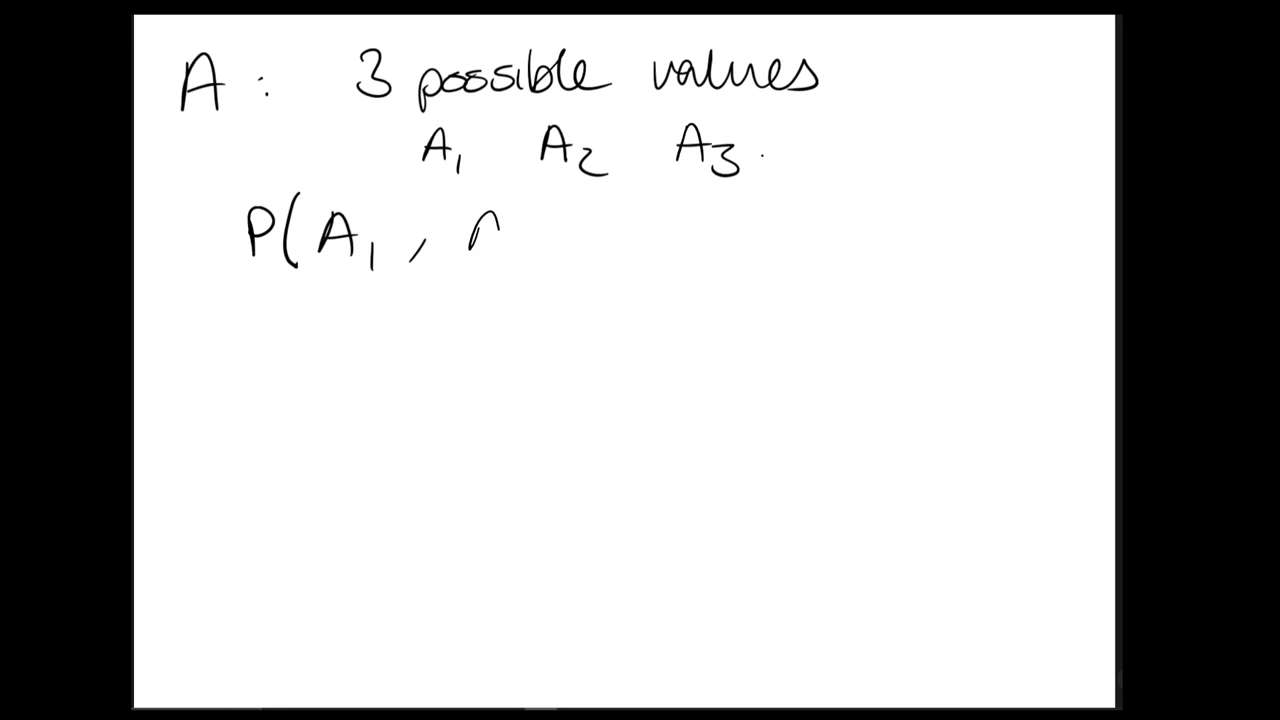 A : 3 possible values
A₁ A₂ A₃.
P(A₁ ,